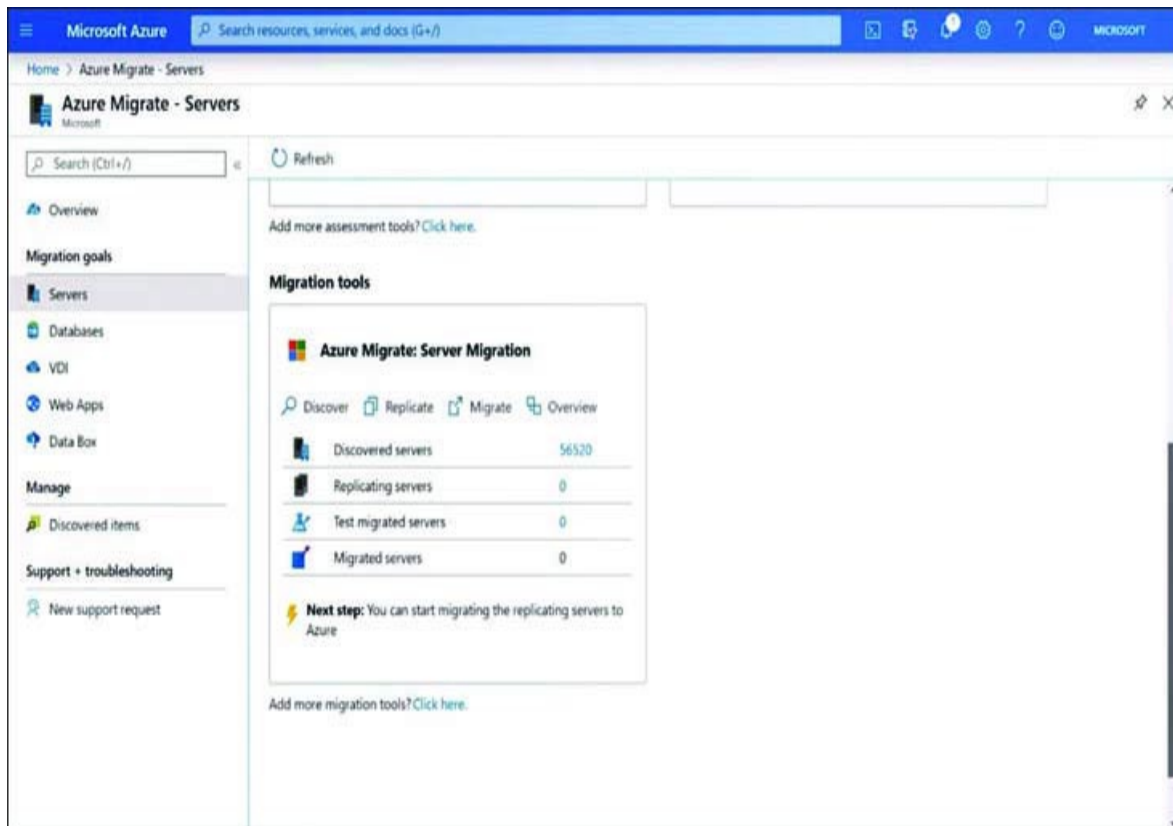 Microsoft Azure
Search resources, services, and docs (G+/)
1
MICROSOFT
Home > Azure Migrate - Servers
Azure Migrate - Servers
Microsoft
Search (Ctrl+/)
«
Refresh
Overview
Migration goals
Servers
Databases
VDI
Web Apps
Data Box
Manage
Discovered items
Support + troubleshooting
New support request
Add more assessment tools? Click here.
Migration tools
Azure Migrate: Server Migration
Discover Replicate Migrate Overview
Discovered servers 56520
Replicating servers 0
Test migrated servers 0
Migrated servers 0
Next step: You can start migrating the replicating servers to
Azure
Add more migration tools? Click here.